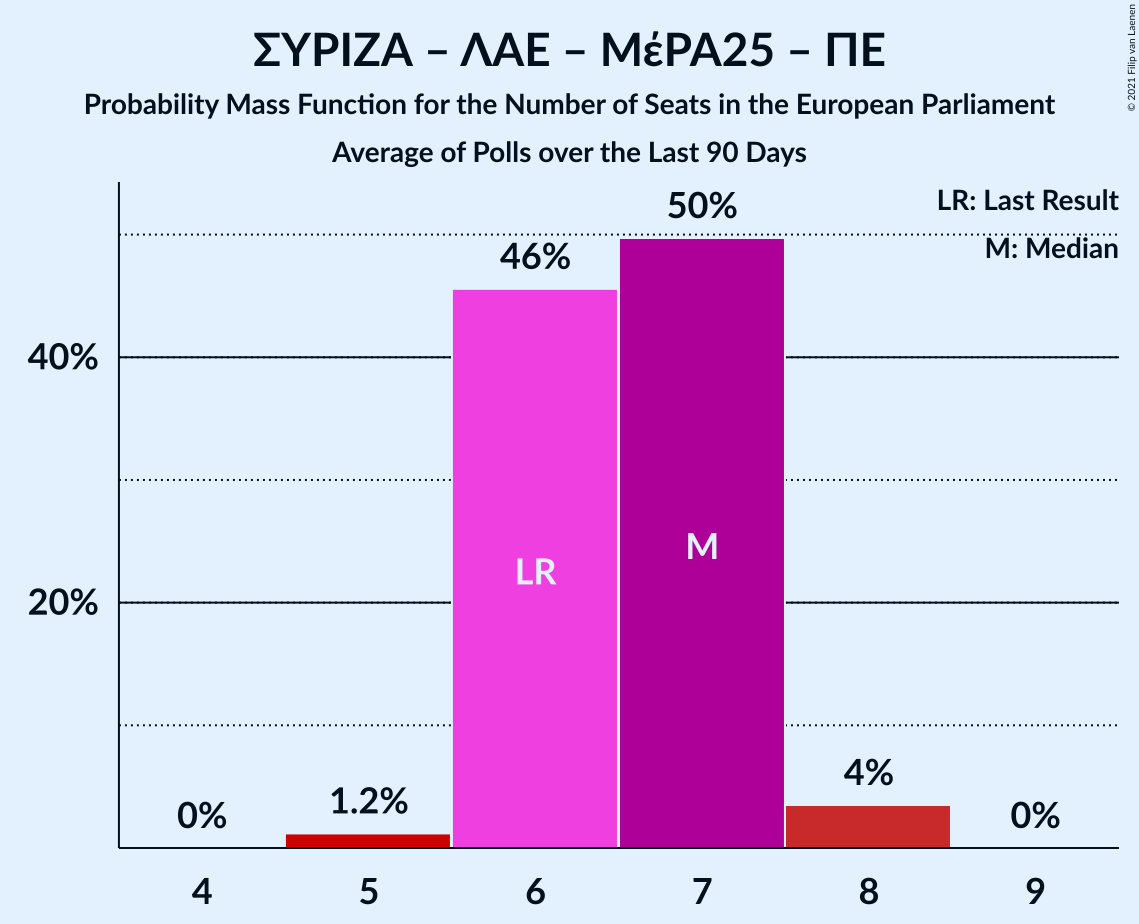 ΣΥΡΙΖΑ – ΛΑΕ – ΜέΡΑ25 – ΠΕ
Probability Mass Function for the Number of Seats in the European Parliament
Average of Polls over the Last 90 Days
© 2021 Filip van Laenen
LR: Last Result
M: Median
50%
46%
40%
20%
LR
M
0%
1.2%
4%
0%
4 5 6 7 8 9